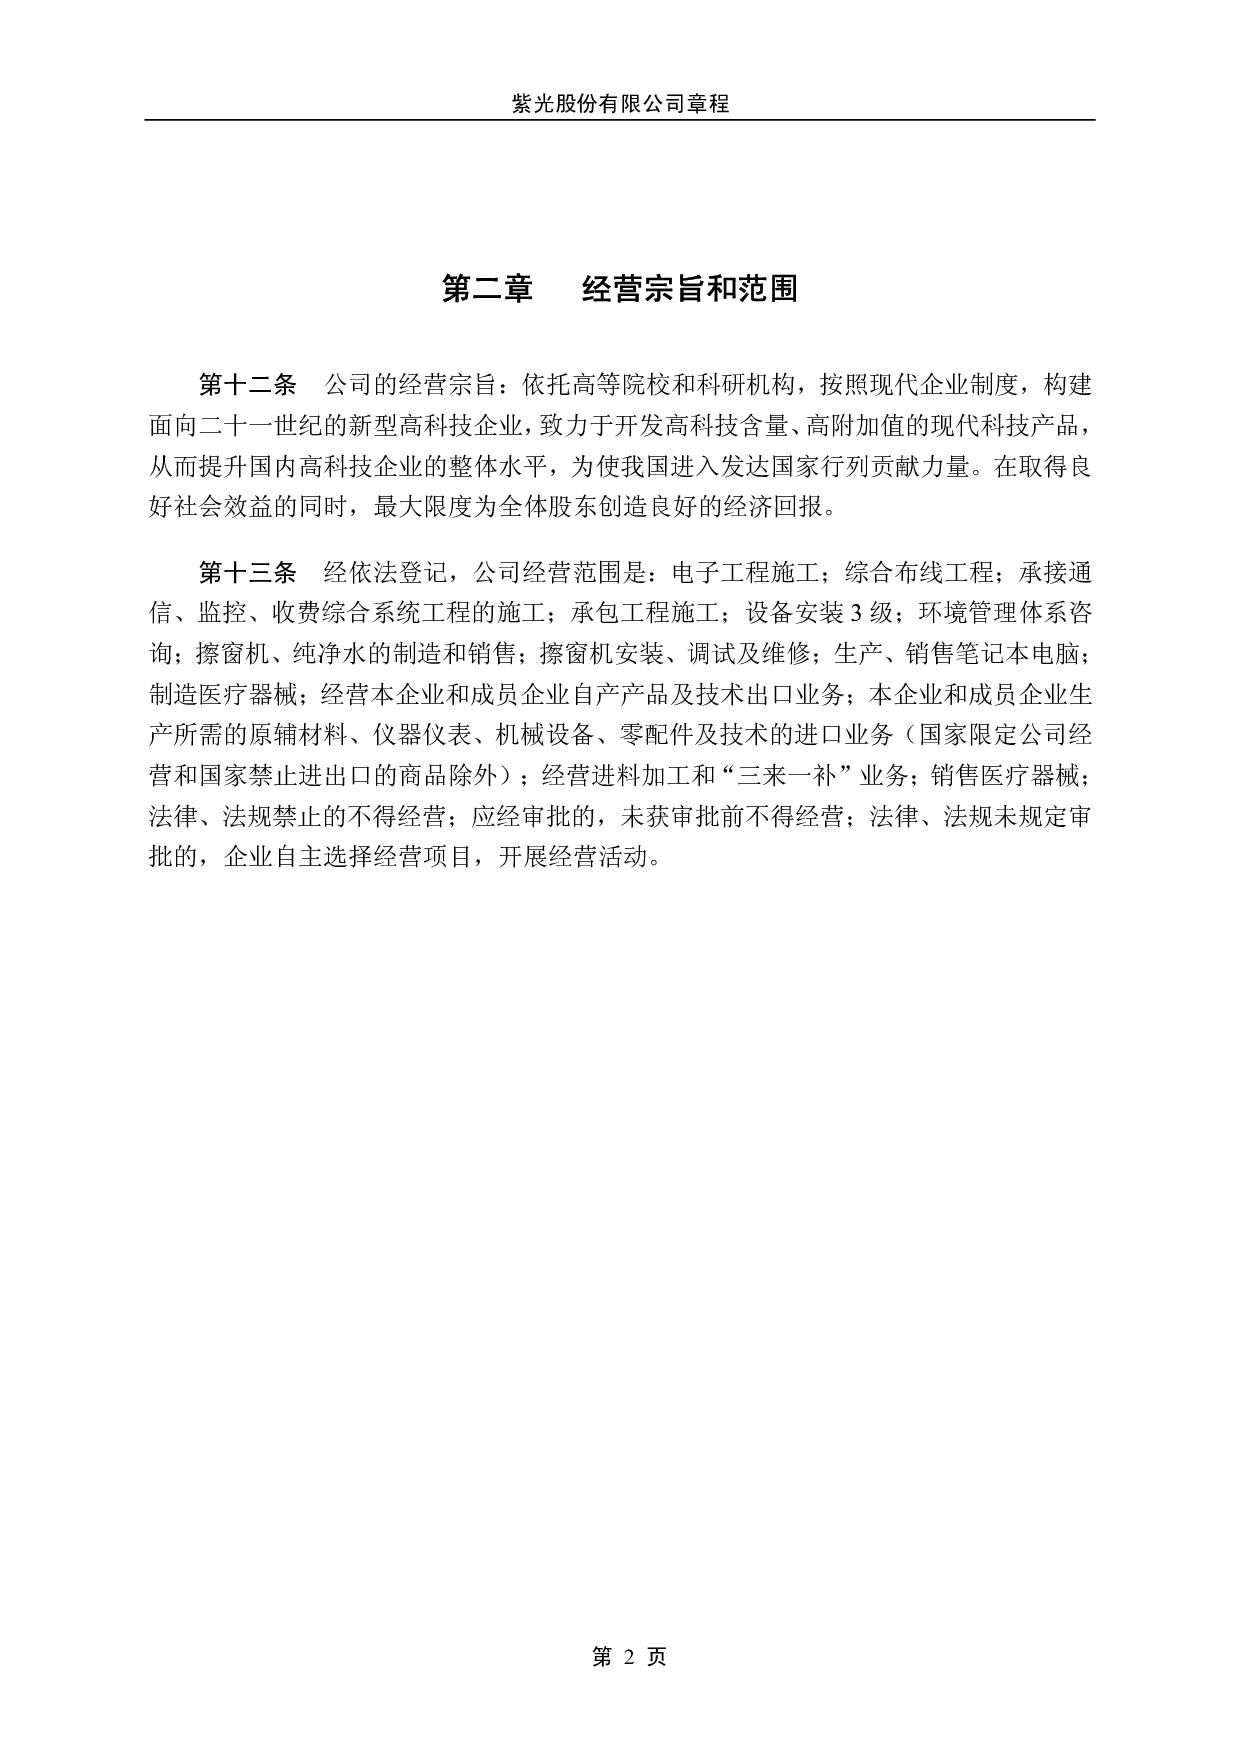 紫光股份有限公司章程
第二章 经营宗旨和范围
第十二条 公司的经营宗旨：依托高等院校和科研机构，按照现代企业制度，构建
面向二十一世纪的新型高科技企业，致力于开发高科技含量、高附加值的现代科技产品，
从而提升国内高科技企业的整体水平，为使我国进入发达国家行列贡献力量。在取得良
好社会效益的同时，最大限度为全体股东创造良好的经济回报。
第十三条 经依法登记，公司经营范围是：电子工程施工；综合布线工程；承接通
信、监控、收费综合系统工程的施工；承包工程施工；设备安装 3 级；环境管理体系咨
询；擦窗机、纯净水的制造和销售；擦窗机安装、调试及维修；生产、销售笔记本电脑；
制造医疗器械；经营本企业和成员企业自产产品及技术出口业务；本企业和成员企业生
产所需的原辅材料、仪器仪表、机械设备、零配件及技术的进口业务（国家限定公司经
营和国家禁止进出口的商品除外）；经营进料加工和“三来一补”业务；销售医疗器械；
法律、法规禁止的不得经营；应经审批的，未获审批前不得经营；法律、法规未规定审
批的，企业自主选择经营项目，开展经营活动。
第 2 页